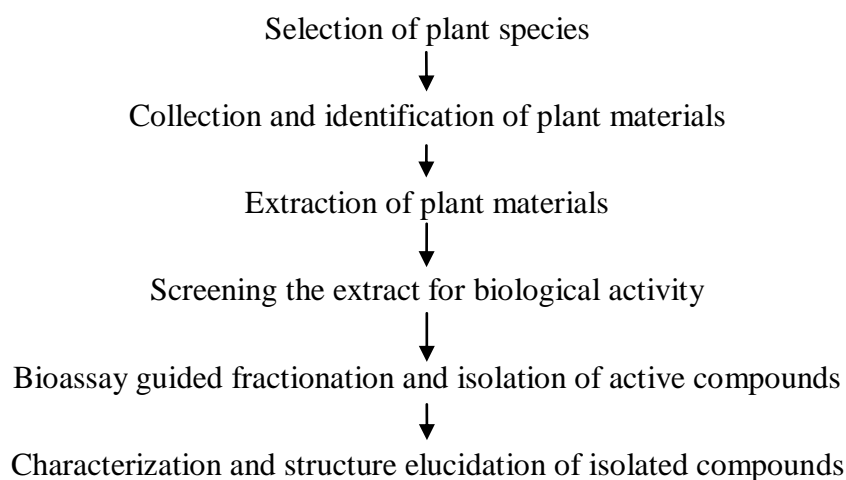 Selection of plant species
Collection and identification of plant materials
Extraction of plant materials
Screening the extract for biological activity
Bioassay guided fractionation and isolation of active compounds
Characterization and structure elucidation of isolated compounds